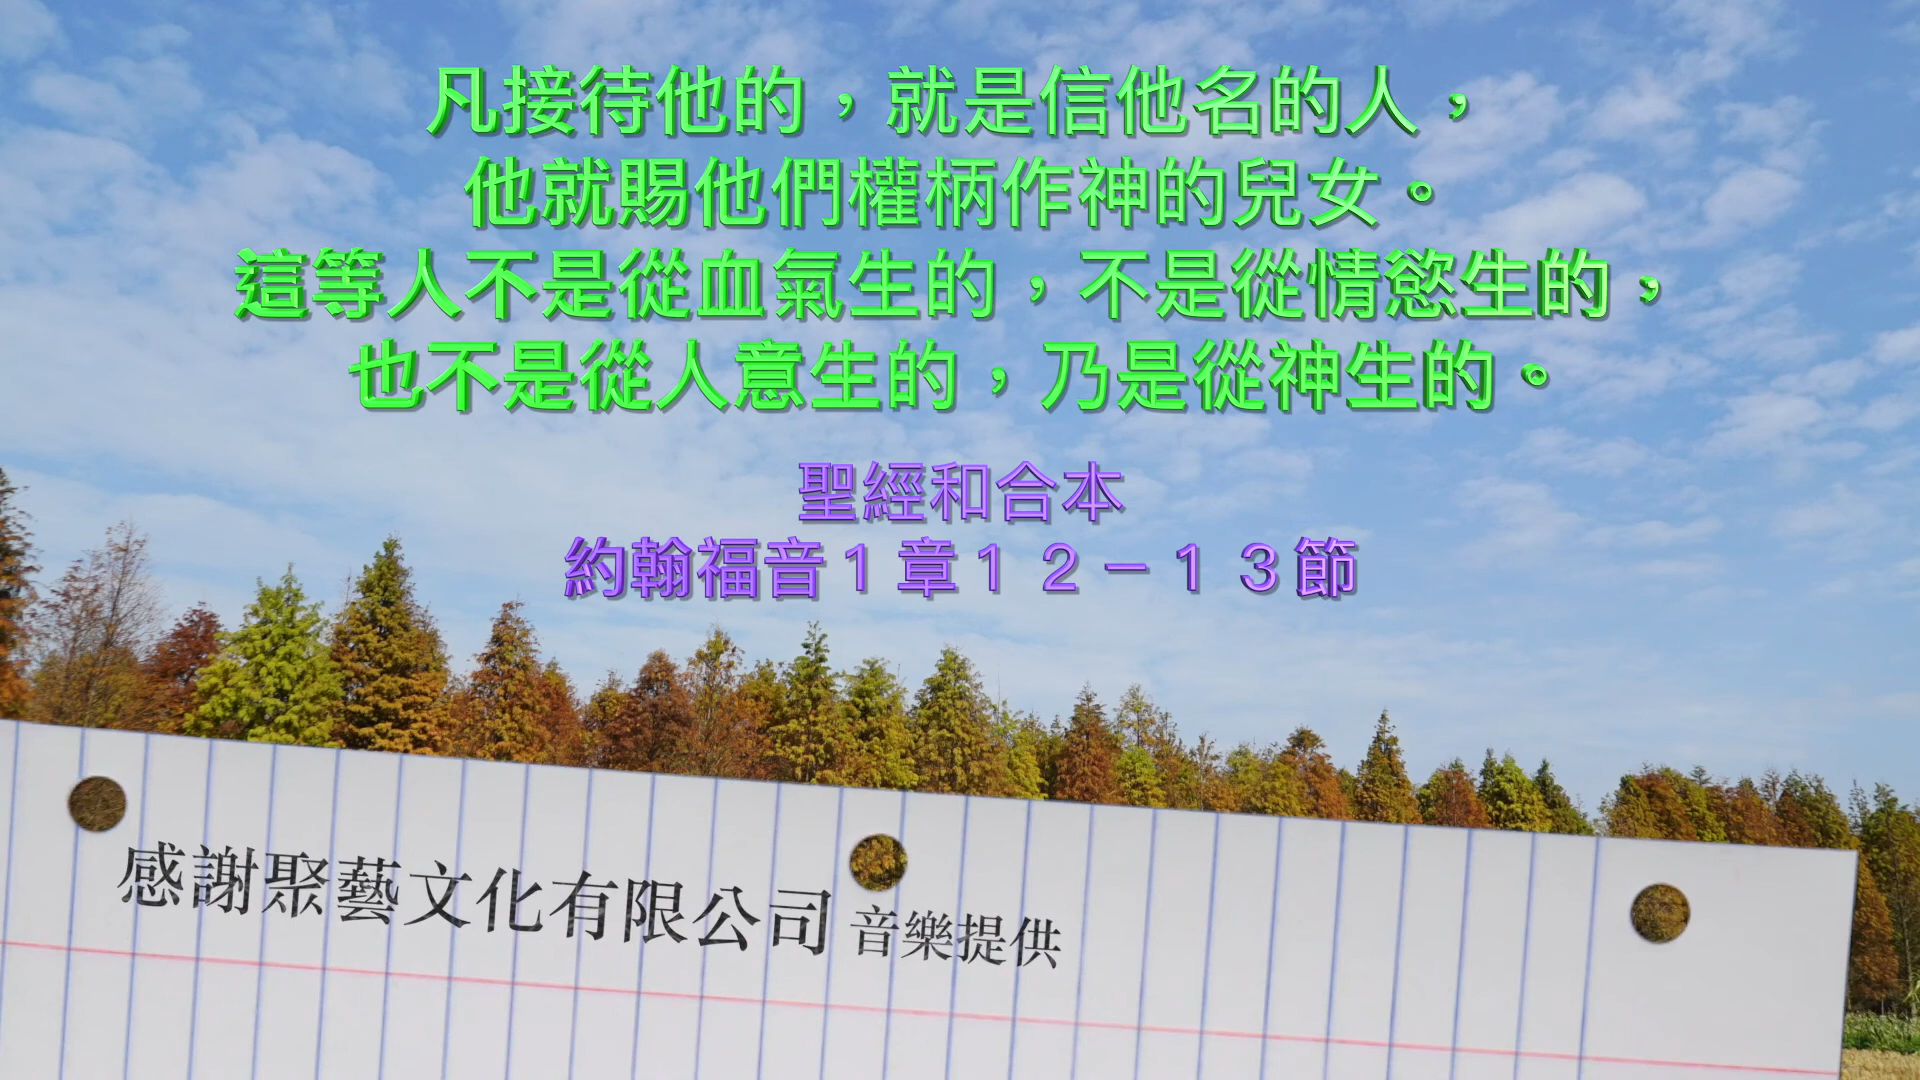 凡接待他的，就是信他名的人，
他就賜他們權柄作神的兒女。
這等人不是從血氣生的，不是從情慾生的，
也不是從人意生的，乃是從神生的。
聖經和合本
約翰福音１章１２－１３節
感謝聚藝文化有限公司 音樂提供